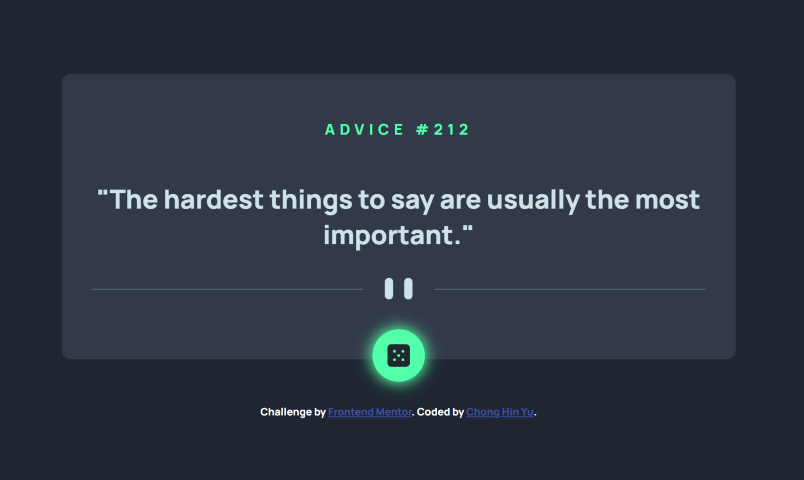 ADVICE #212
"The hardest things to say are usually the most
important."
Challenge by Frontend Mentor. Coded by Chong Hin Yu.